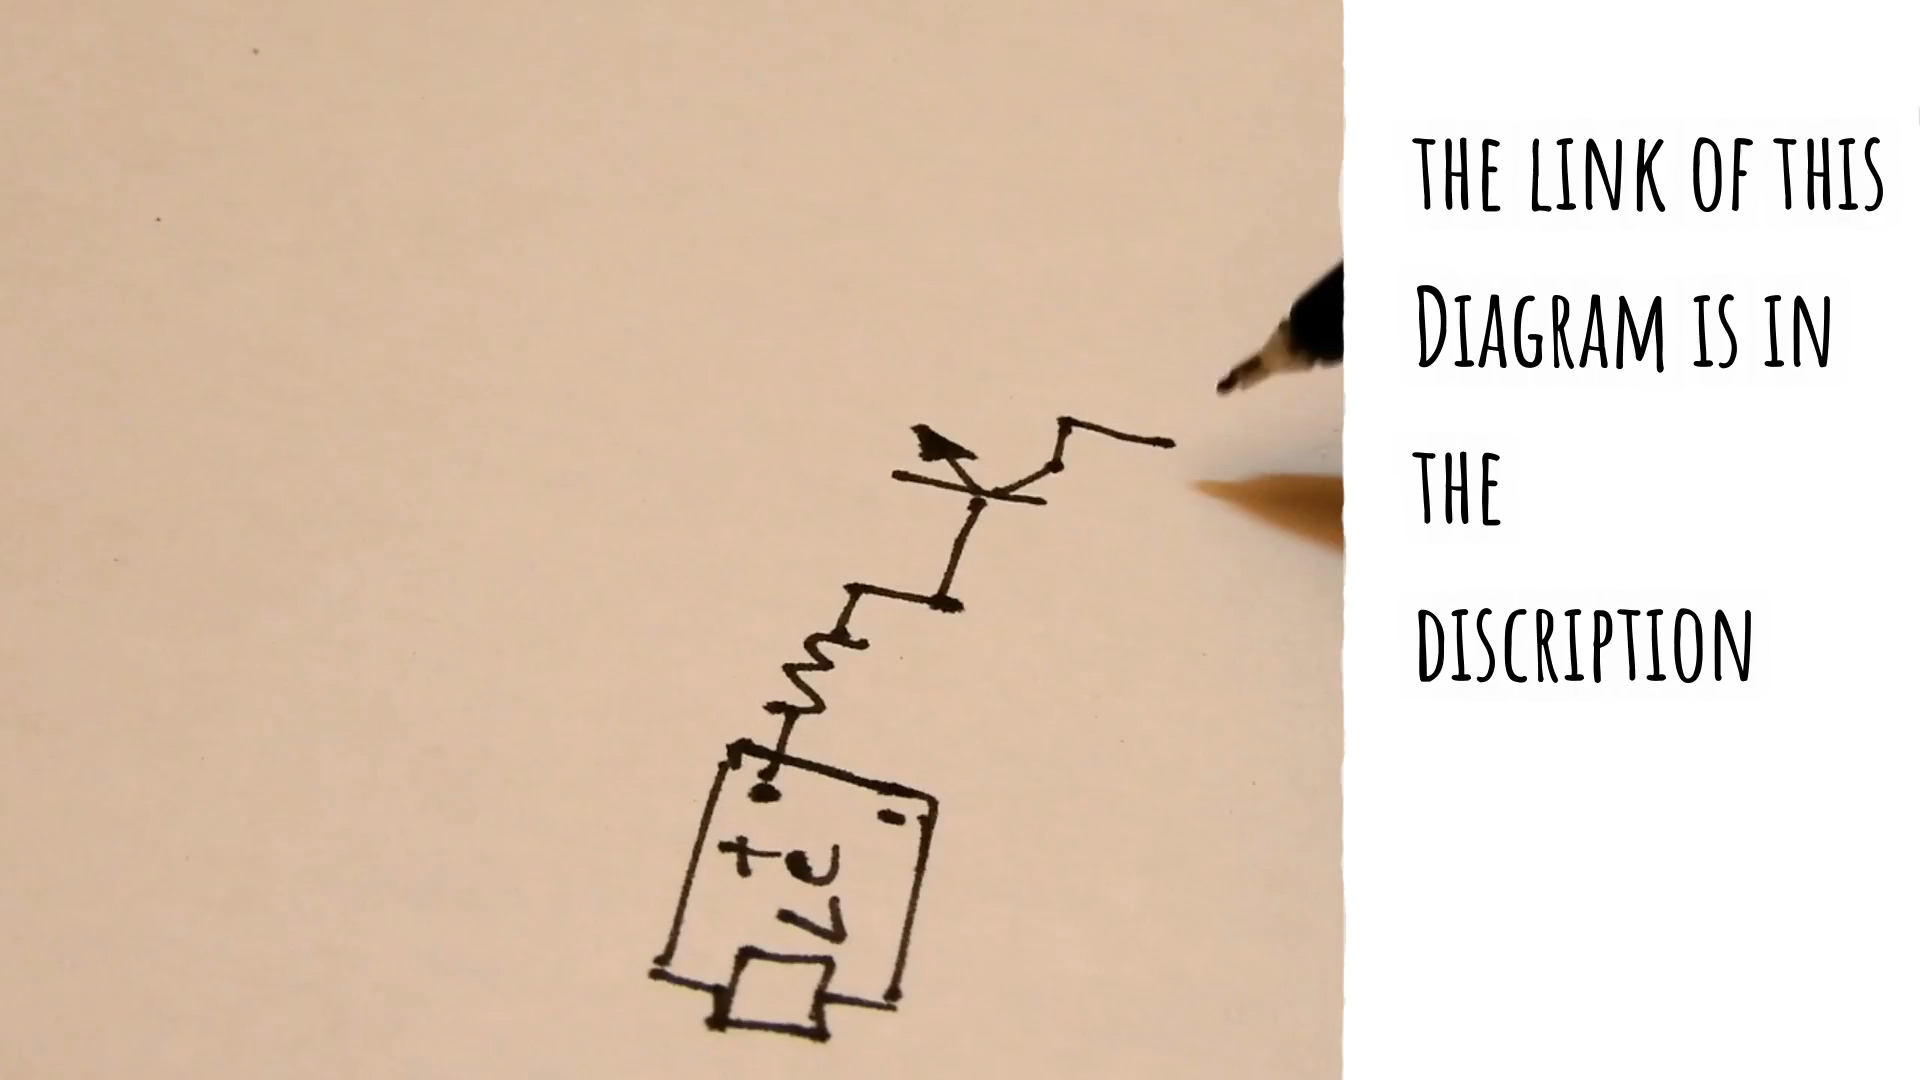 THE LINK OF THIS
DIAGRAM IS IN
THE
DISCRIPTION